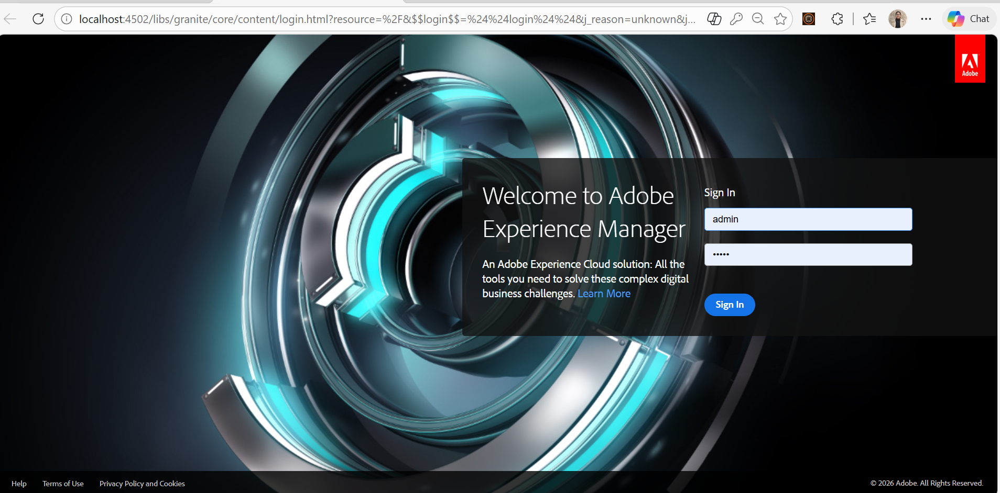 localhost:4502/libs/granite/core/content/login.html?resource=%2F&$$login$$=%24%24login%24%24&j_reason=unknown&j...
Chat
Adobe
Welcome to Adobe
Experience Manager
An Adobe Experience Cloud solution: All the
tools you need to solve these complex digital
business challenges. Learn More
Sign In
admin
•••••
Sign In
Help
Terms of Use
Privacy Policy and Cookies
© 2026 Adobe. All Rights Reserved.